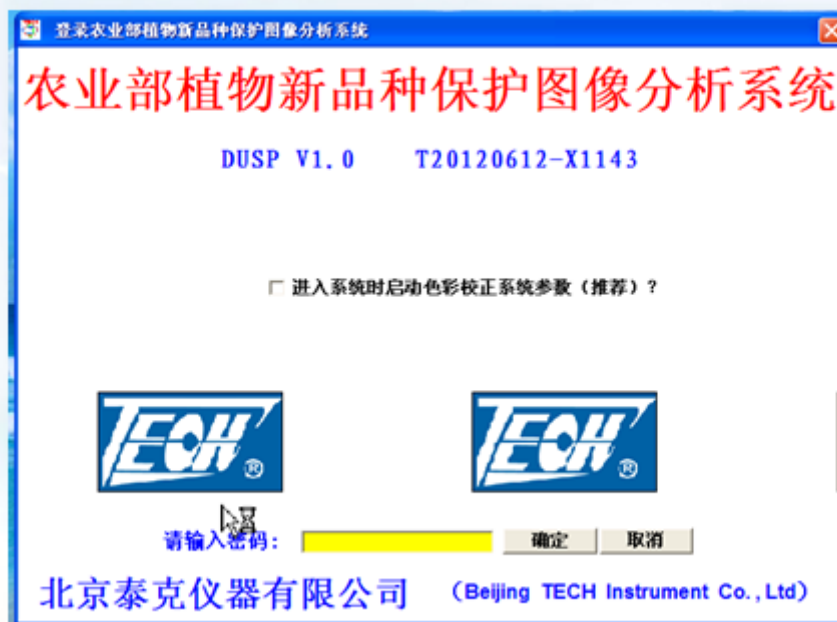 登录农业部植物新品种保护图像分析系统
农业部植物新品种保护图像分析系统
DUSP V1.0 T20120612-X1143
进入系统时启动色彩校正系统参数（推荐）？
TECH® TECH®
请输入密码： 确定 取消
北京泰克仪器有限公司 （Beijing TECH Instrument Co.,Ltd）